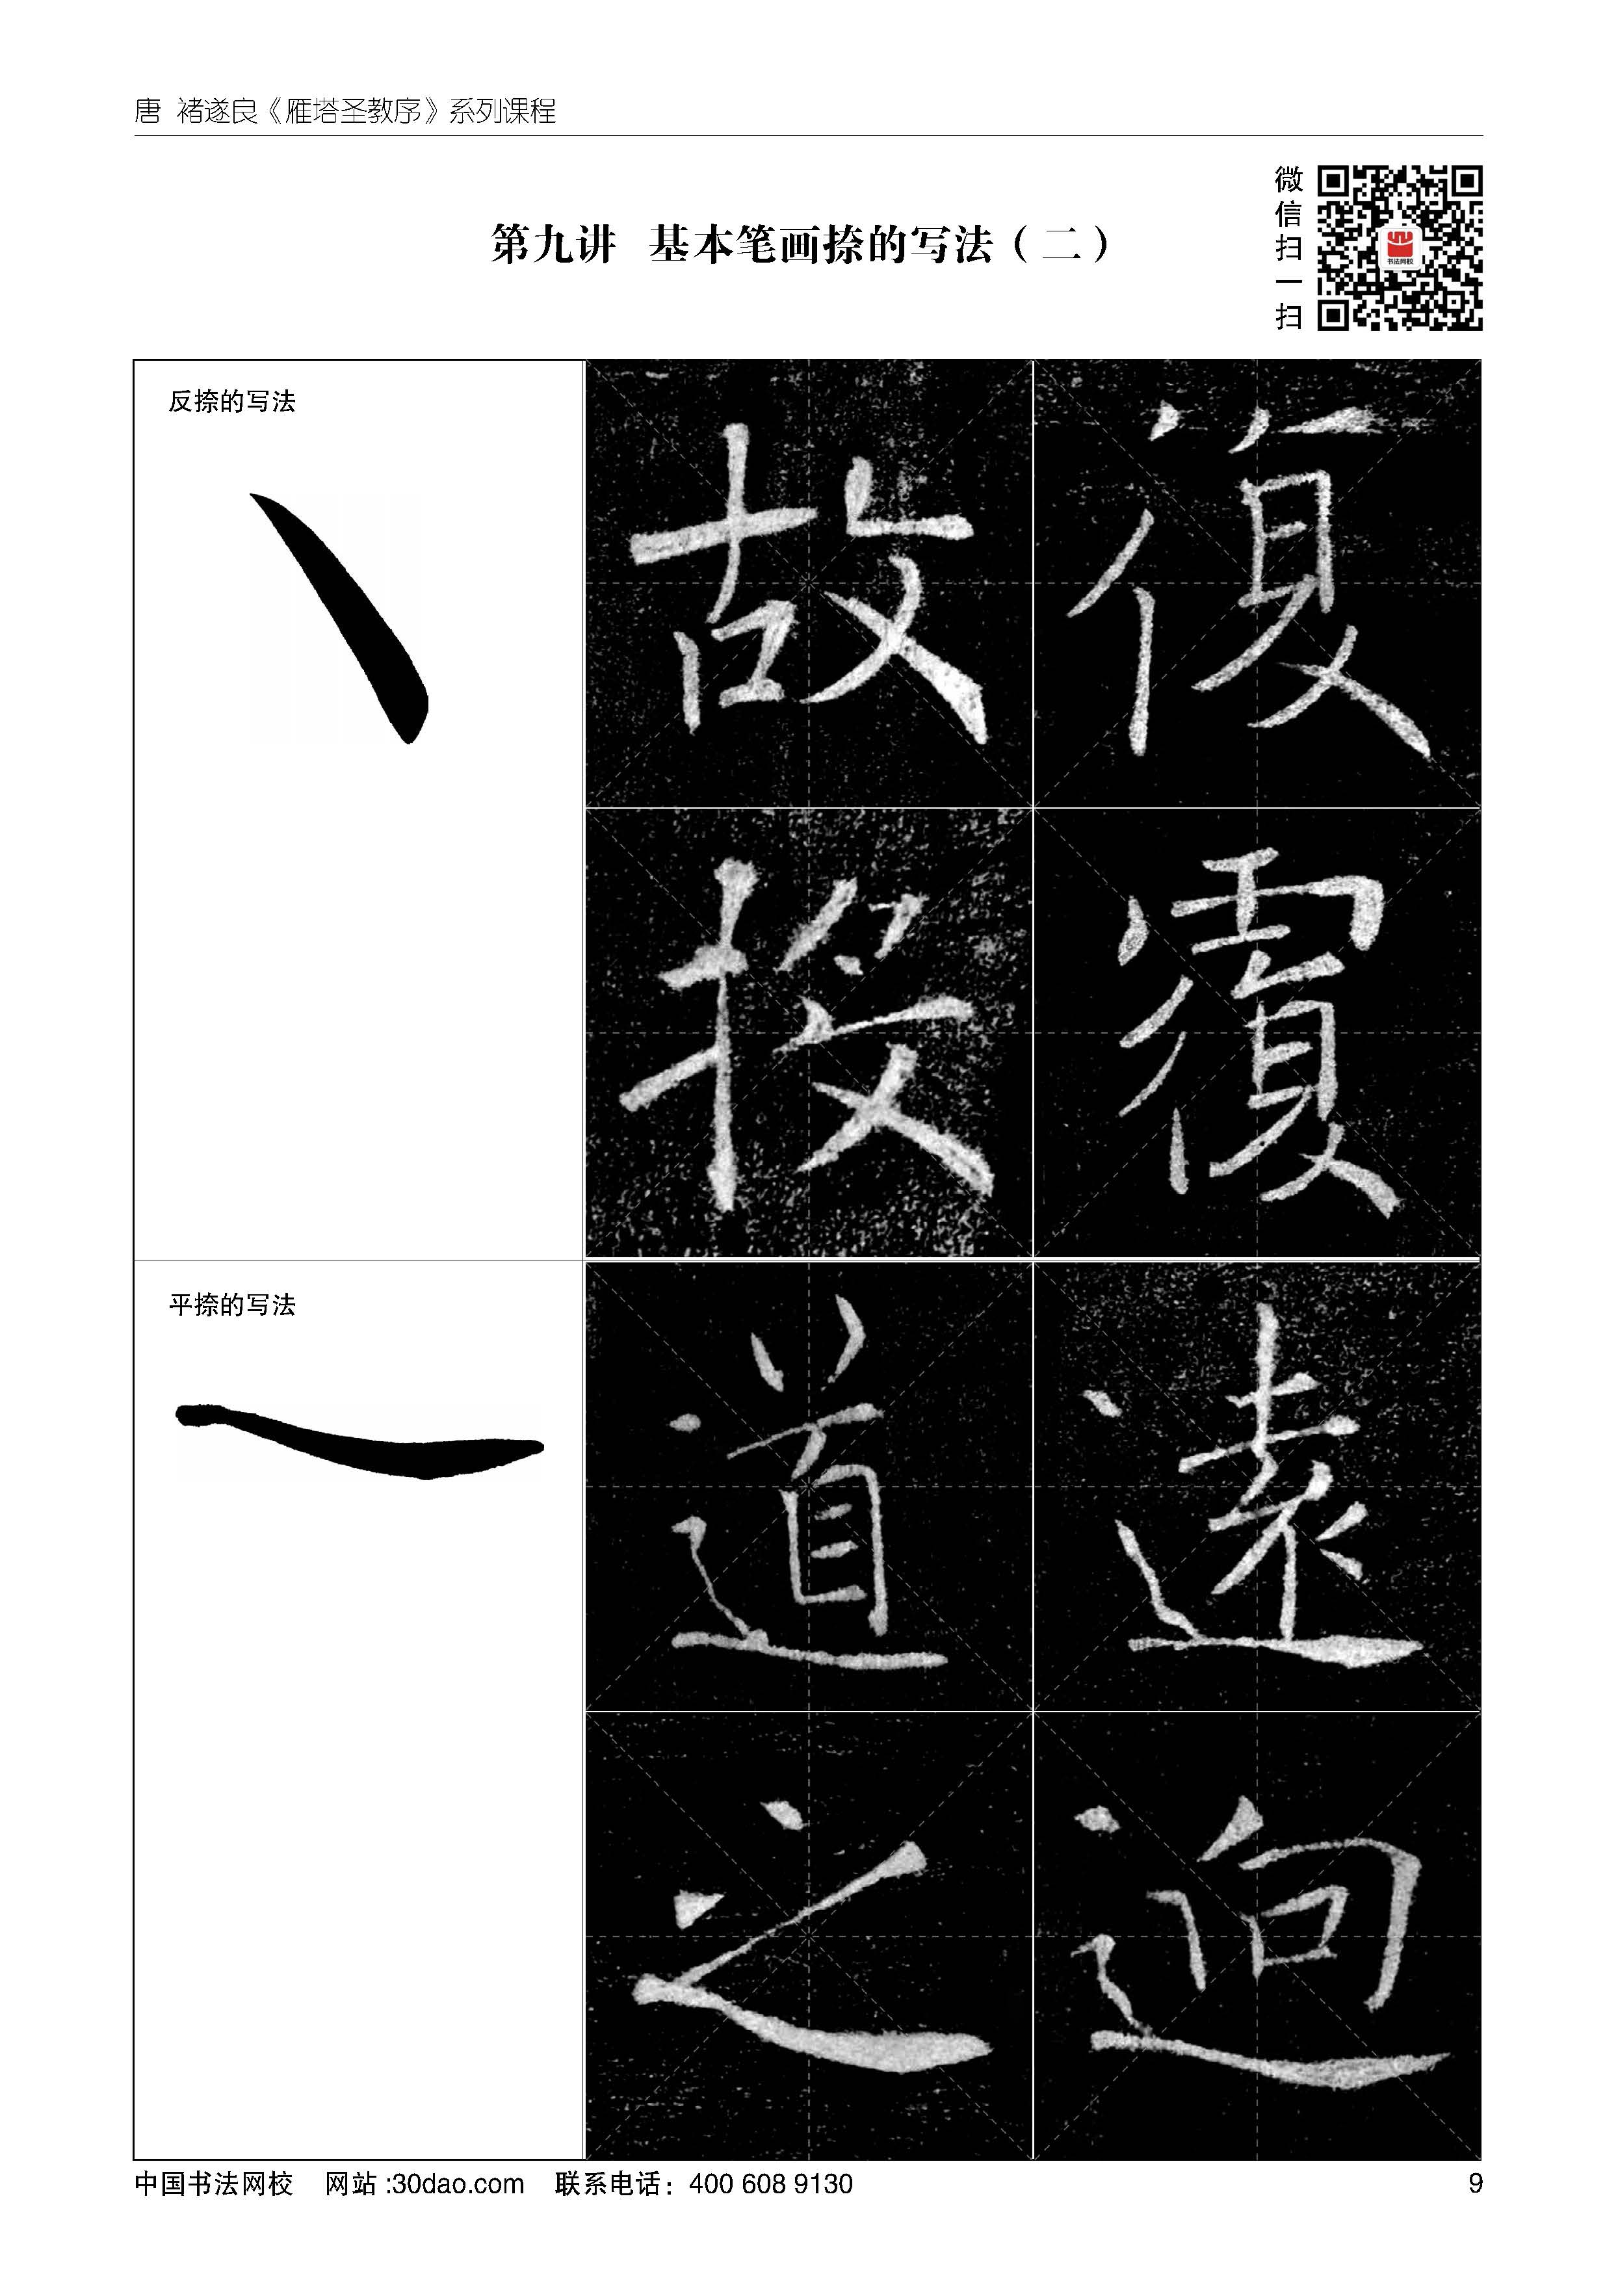 唐 褚遂良《雁塔圣教序》系列课程
第九讲 基本笔画捺的写法（二）
微信扫一扫
书法网校
反捺的写法
故 復
授 覆
平捺的写法
道 遠
之 逈
中国书法网校 网站:30dao.com 联系电话：400 608 9130
9